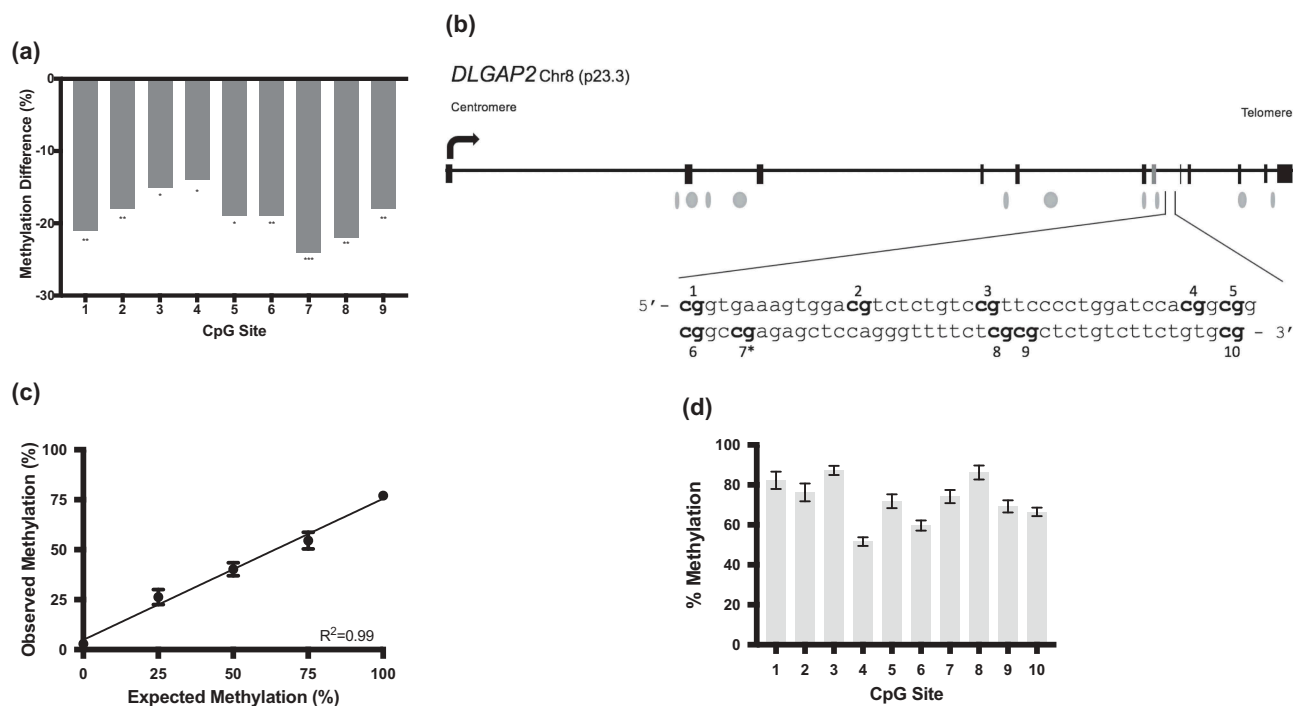 (a)
Methylation Difference (%)
0
-10
-20
-30
** ** * * * ** *** ** **
1 2 3 4 5 6 7 8 9
CpG Site
(b)
DLGAP2 Chr8 (p23.3)
Centromere
Telomere
1 2 3 4 5
5' - cggtgaaagtggacgtctctgtccgttcccctggatccacggcgg
cggccgagagctccagggttttctcgcgctctgtcttctgtgcg - 3'
6 7* 8 9 10
(c)
Observed Methylation (%)
100
75
50
25
0
R²=0.99
0 25 50 75 100
Expected Methylation (%)
(d)
% Methylation
100
80
60
40
20
0
1 2 3 4 5 6 7 8 9 10
CpG Site